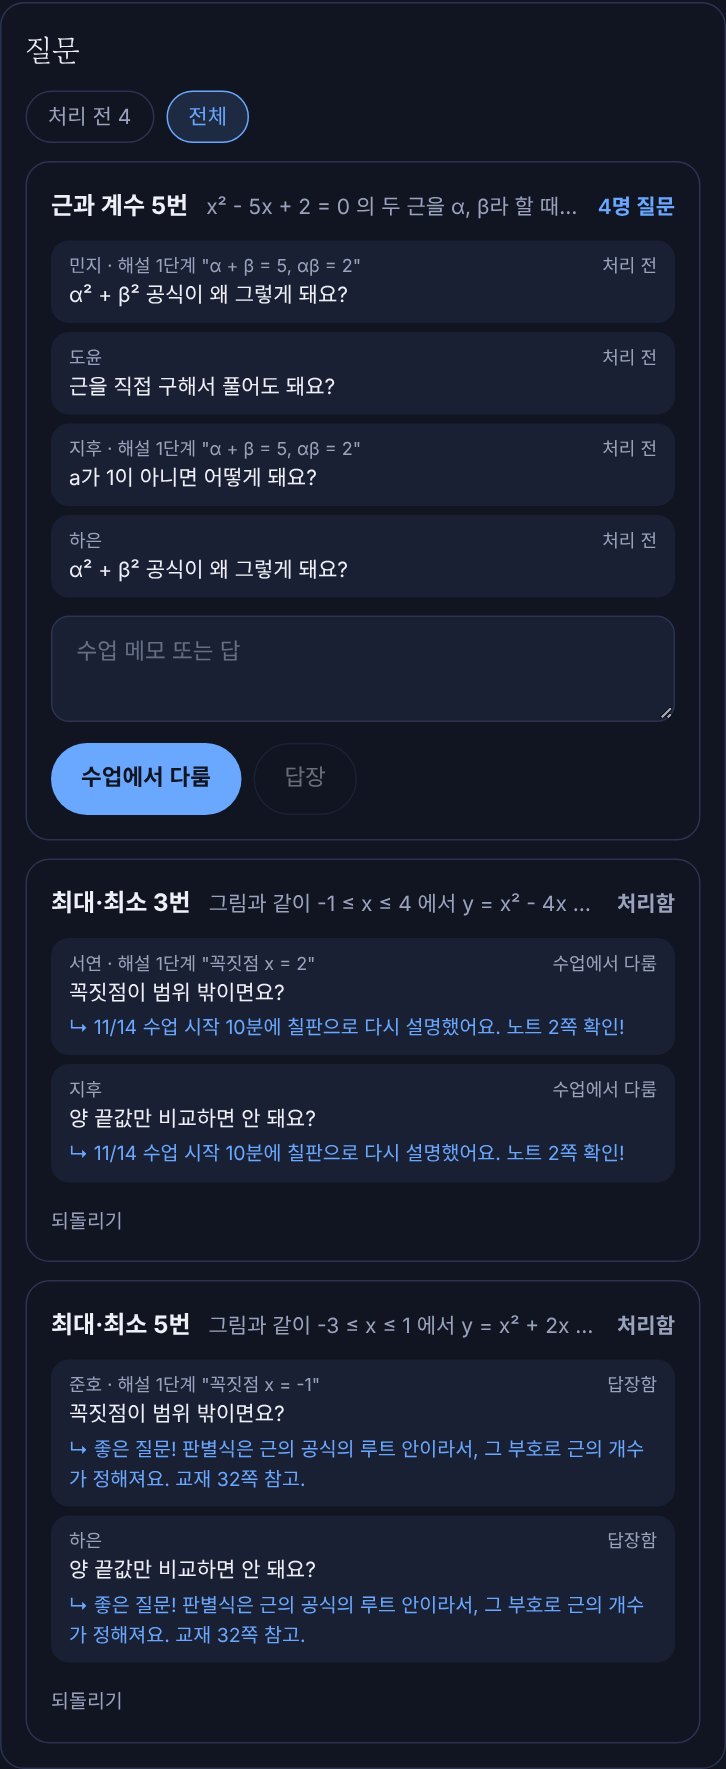 질문
처리 전 4
전체
근과 계수 5번 x² - 5x + 2 = 0 의 두 근을 α, β라 할 때... 4명 질문
민지 · 해설 1단계 "α + β = 5, αβ = 2" 처리 전
α² + β² 공식이 왜 그렇게 돼요?
도윤 처리 전
근을 직접 구해서 풀어도 돼요?
지후 · 해설 1단계 "α + β = 5, αβ = 2" 처리 전
a가 1이 아니면 어떻게 돼요?
하은 처리 전
α² + β² 공식이 왜 그렇게 돼요?
수업 메모 또는 답
수업에서 다룸 답장
최대·최소 3번 그림과 같이 -1 ≤ x ≤ 4 에서 y = x² - 4x ... 처리함
서연 · 해설 1단계 "꼭짓점 x = 2" 수업에서 다룸
꼭짓점이 범위 밖이면요?
↳ 11/14 수업 시작 10분에 칠판으로 다시 설명했어요. 노트 2쪽 확인!
지후 수업에서 다룸
양 끝값만 비교하면 안 돼요?
↳ 11/14 수업 시작 10분에 칠판으로 다시 설명했어요. 노트 2쪽 확인!
되돌리기
최대·최소 5번 그림과 같이 -3 ≤ x ≤ 1 에서 y = x² + 2x ... 처리함
준호 · 해설 1단계 "꼭짓점 x = -1" 답장함
꼭짓점이 범위 밖이면요?
↳ 좋은 질문! 판별식은 근의 공식의 루트 안이라서, 그 부호로 근의 개수
가 정해져요. 교재 32쪽 참고.
하은 답장함
양 끝값만 비교하면 안 돼요?
↳ 좋은 질문! 판별식은 근의 공식의 루트 안이라서, 그 부호로 근의 개수
가 정해져요. 교재 32쪽 참고.
되돌리기